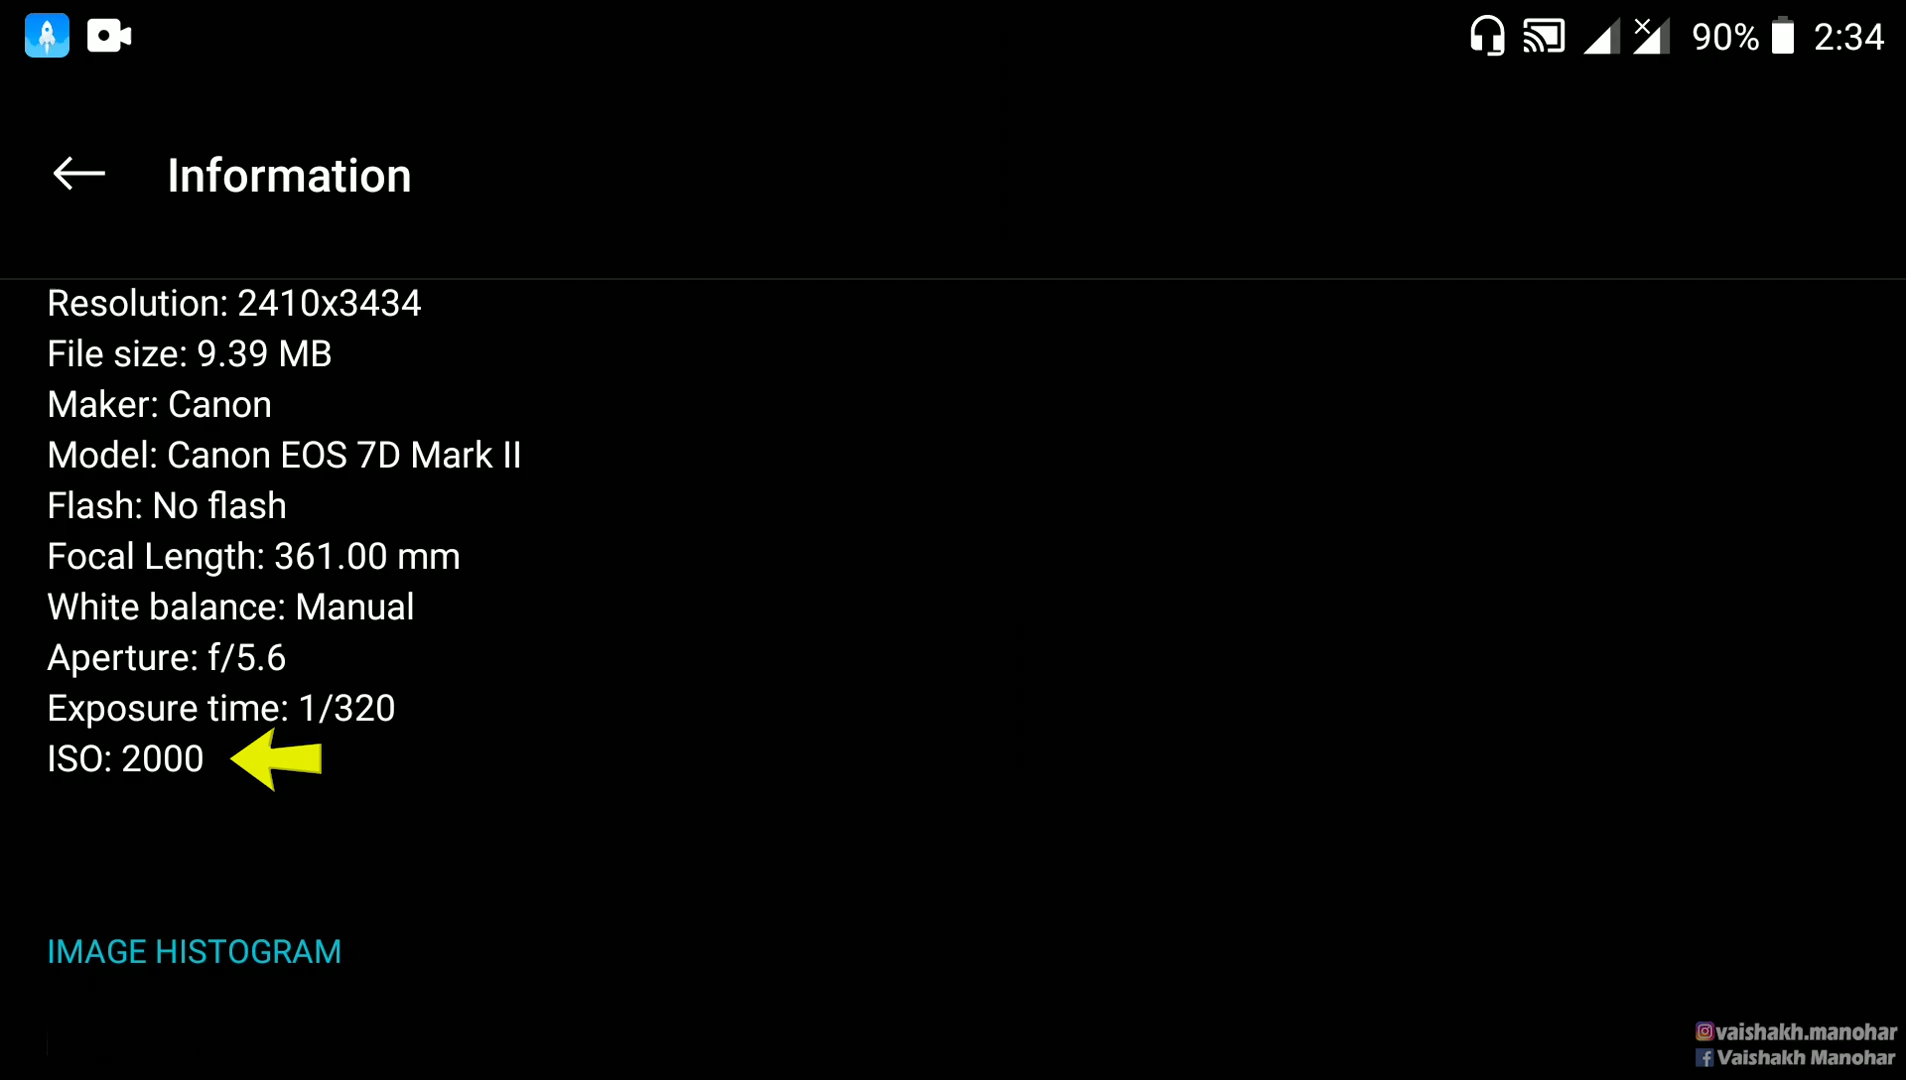 90% 2:34
Information
Resolution: 2410x3434
File size: 9.39 MB
Maker: Canon
Model: Canon EOS 7D Mark II
Flash: No flash
Focal Length: 361.00 mm
White balance: Manual
Aperture: f/5.6
Exposure time: 1/320
ISO: 2000
IMAGE HISTOGRAM
vaishakh.manohar
Vaishakh Manohar